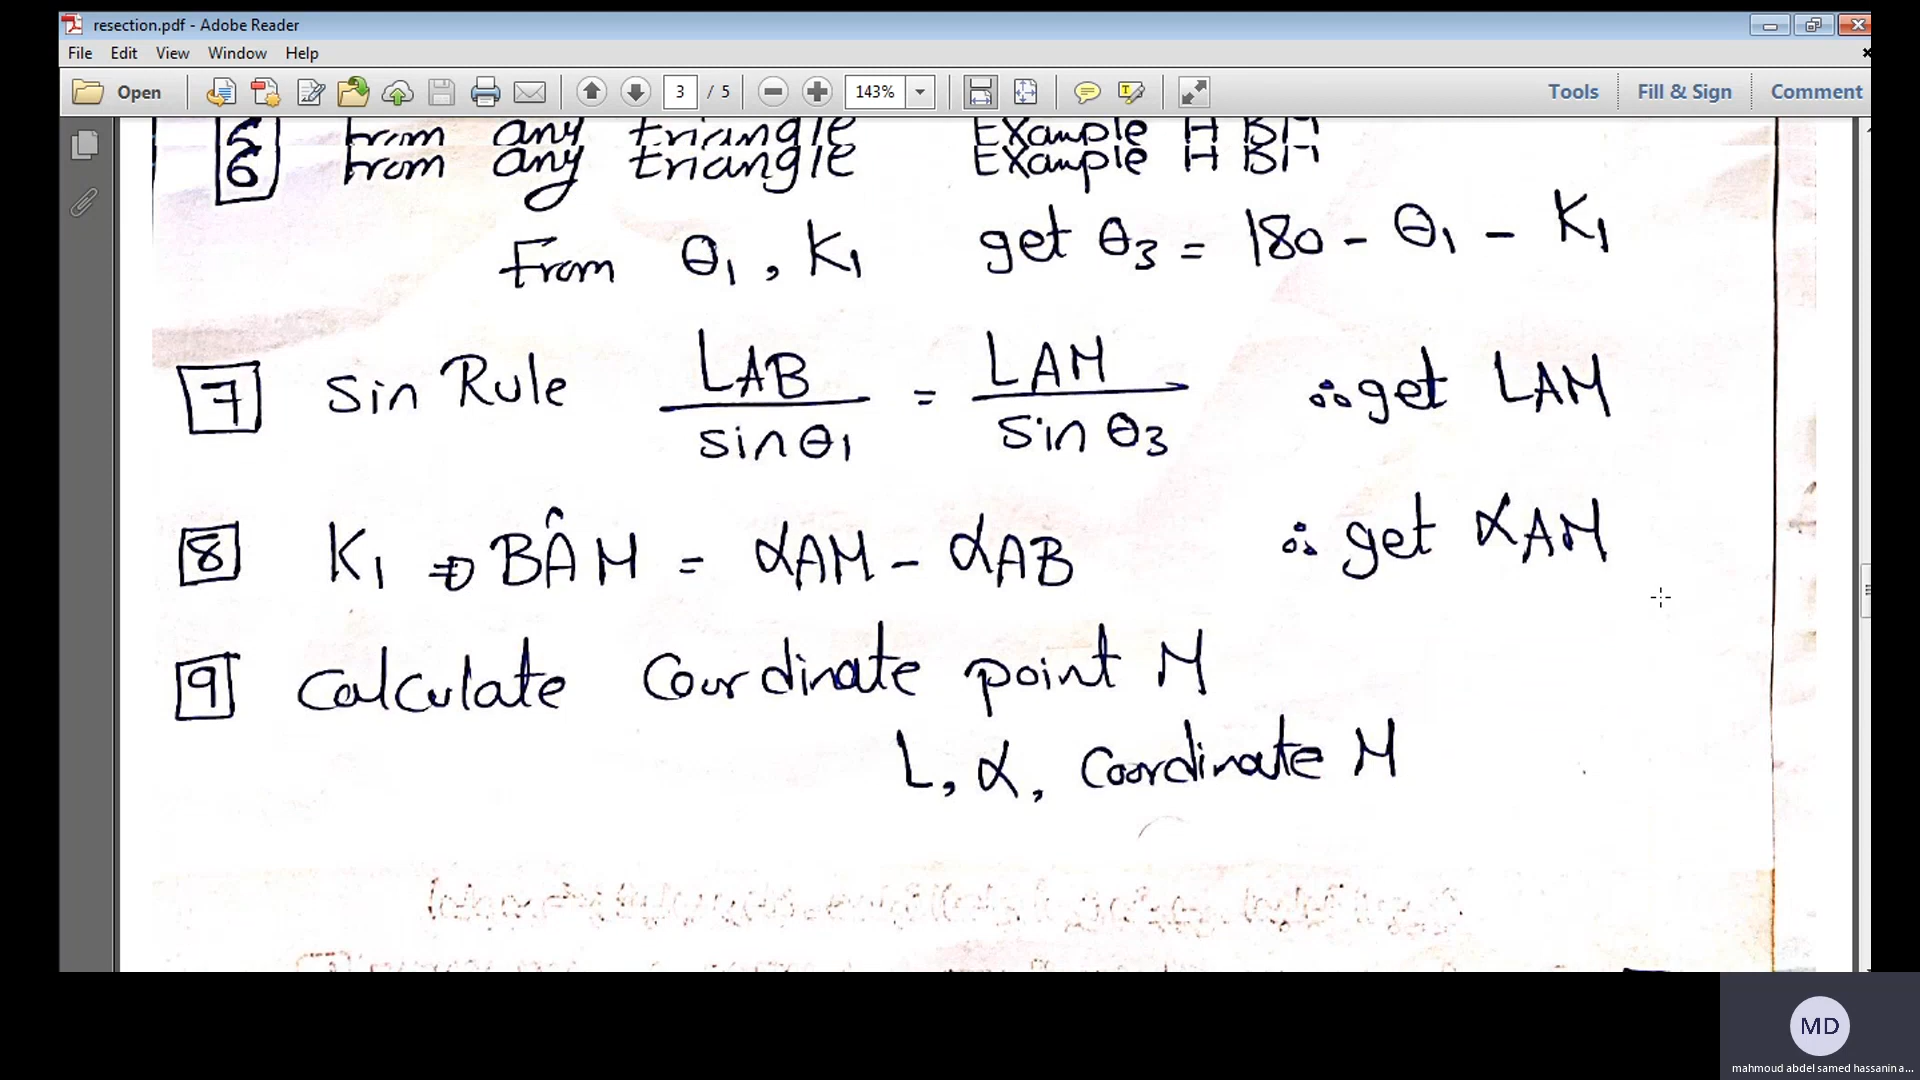 resection.pdf - Adobe Reader
File Edit View Window Help
Open 3 / 5 143% Tools Fill & Sign Comment
6 From any triangle Example
From θ1, K1 get θ3 = 180 - θ1 - K1
7 Sin Rule LAB / sin θ1 = LAM / sin θ3 ∴ get LAM
8 K1 ⇒ BÂM = αAM - αAB ∴ get αAM
9 Calculate Coordinate point M
L, α, Coordinate M
MD
mahmoud abdel samed hassanin a...